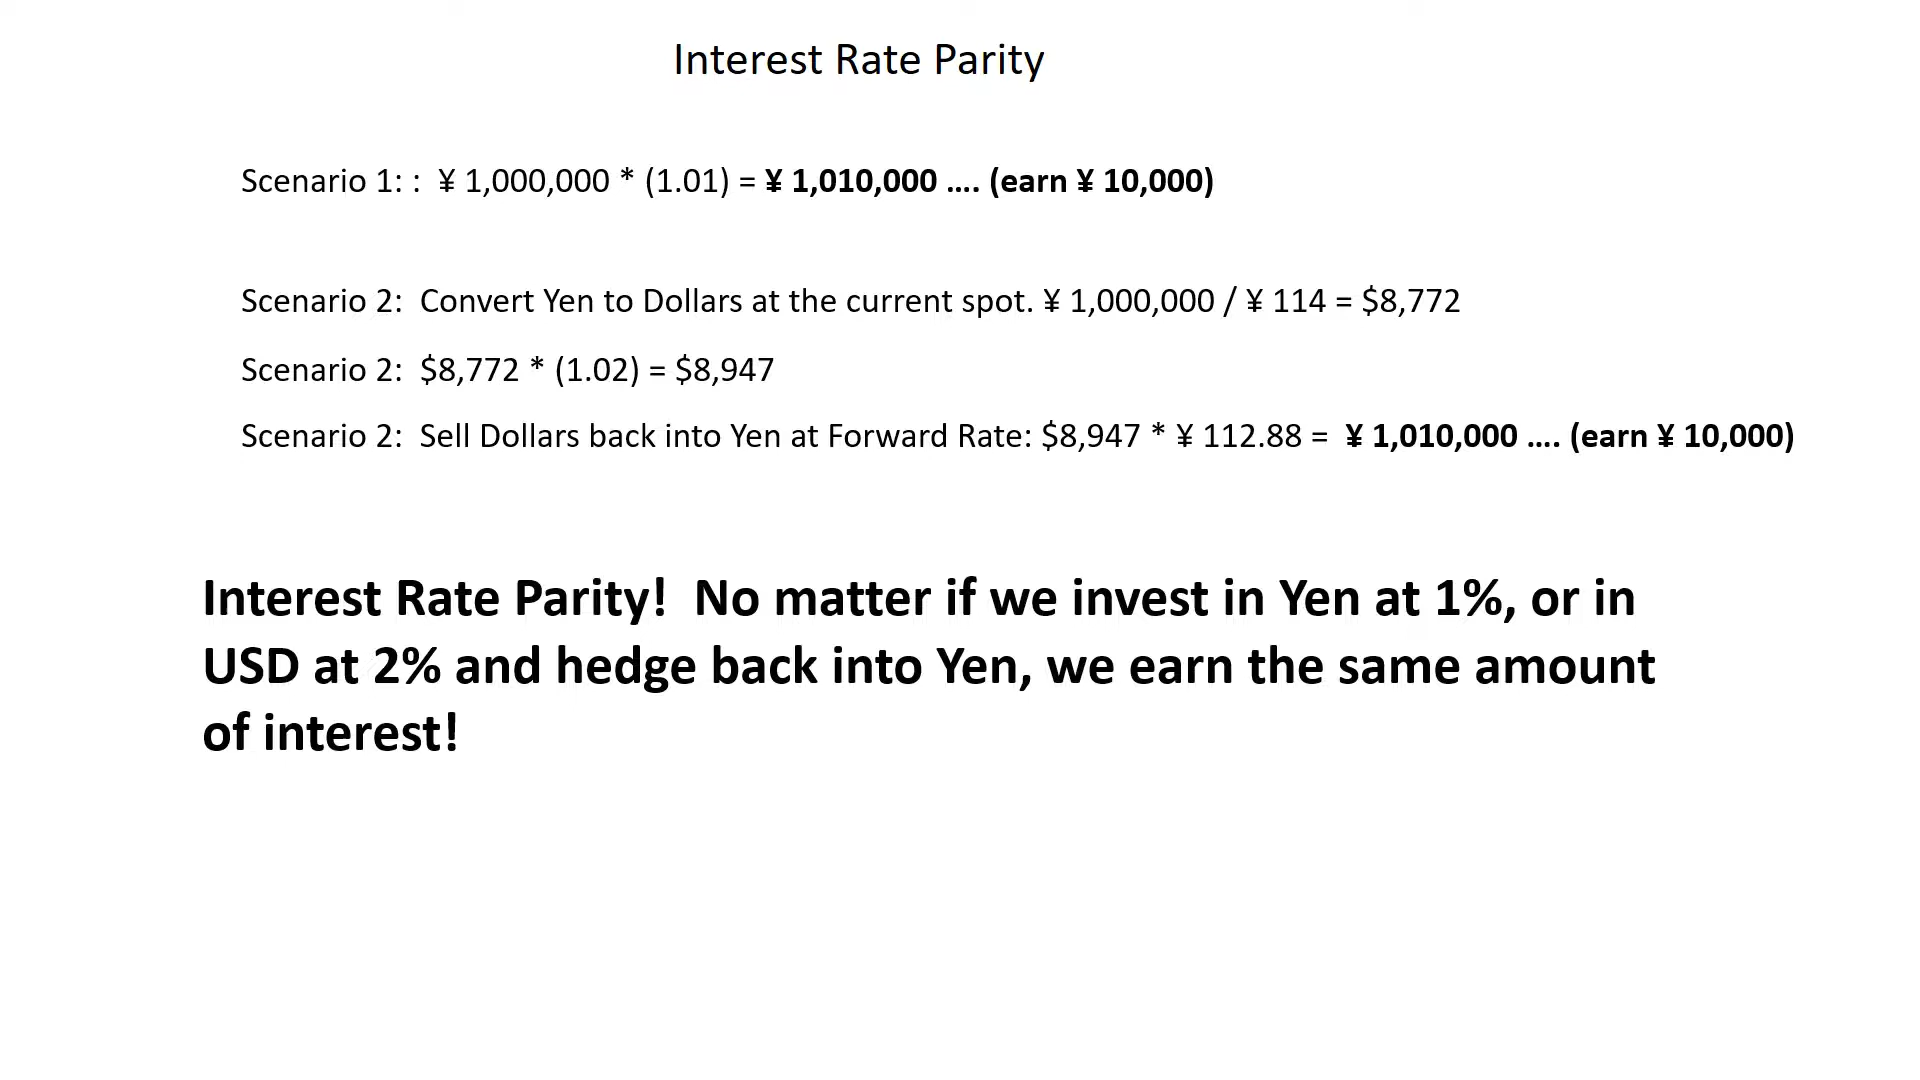 Interest Rate Parity
Scenario 1: :  ¥ 1,000,000 * (1.01) = ¥ 1,010,000 .... (earn ¥ 10,000)
Scenario 2:  Convert Yen to Dollars at the current spot. ¥ 1,000,000 / ¥ 114 = $8,772
Scenario 2:  $8,772 * (1.02) = $8,947
Scenario 2:  Sell Dollars back into Yen at Forward Rate: $8,947 * ¥ 112.88 =  ¥ 1,010,000 .... (earn ¥ 10,000)
Interest Rate Parity!  No matter if we invest in Yen at 1%, or in
USD at 2% and hedge back into Yen, we earn the same amount
of interest!